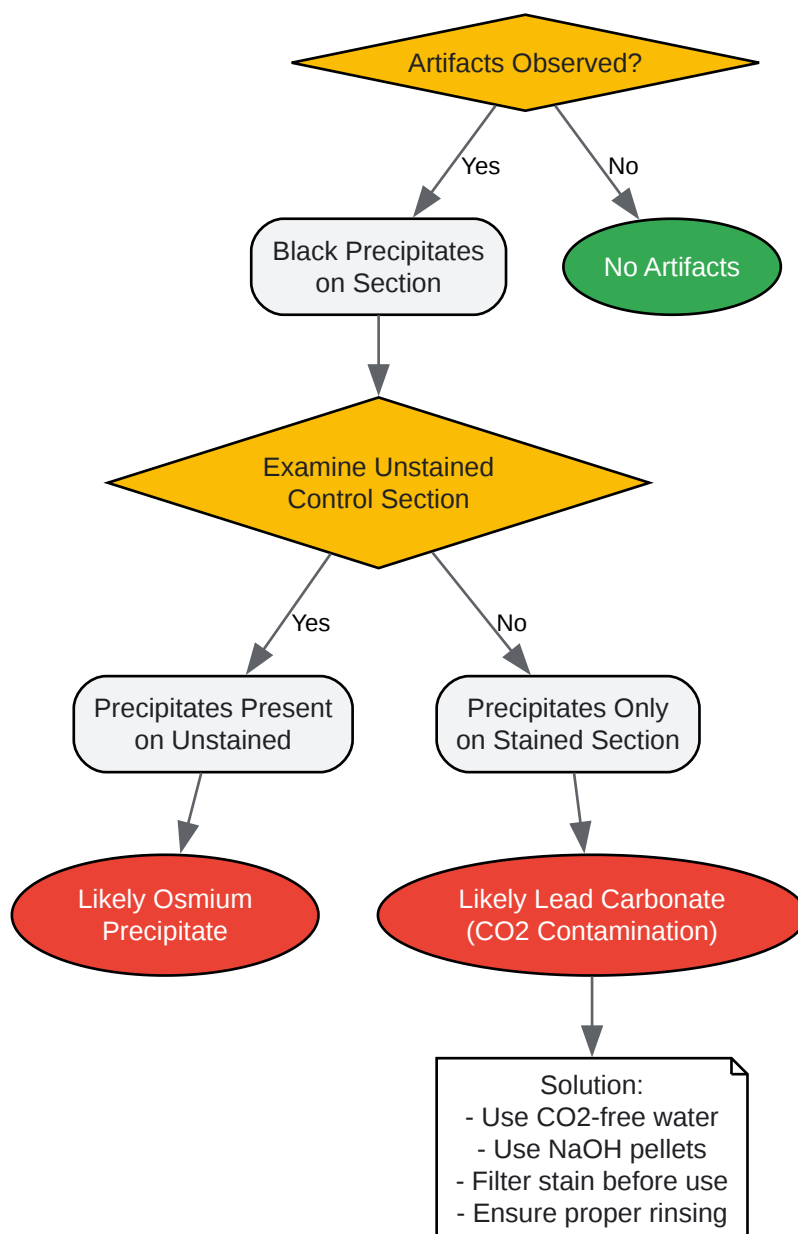 Artifacts Observed?
Yes
No
Black Precipitates
on Section
No Artifacts
Examine Unstained
Control Section
Yes
No
Precipitates Present
on Unstained
Precipitates Only
on Stained Section
Likely Osmium
Precipitate
Likely Lead Carbonate
(CO2 Contamination)
Solution:
- Use CO2-free water
- Use NaOH pellets
- Filter stain before use
- Ensure proper rinsing